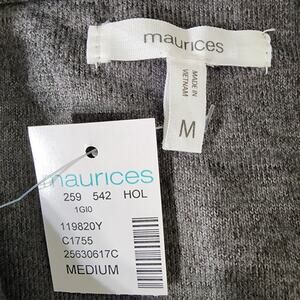 maurices
MADE IN
VIETNAM
M
maurices
259 542 HOL
1GI0
119820Y
C1755
25630617C
MEDIUM